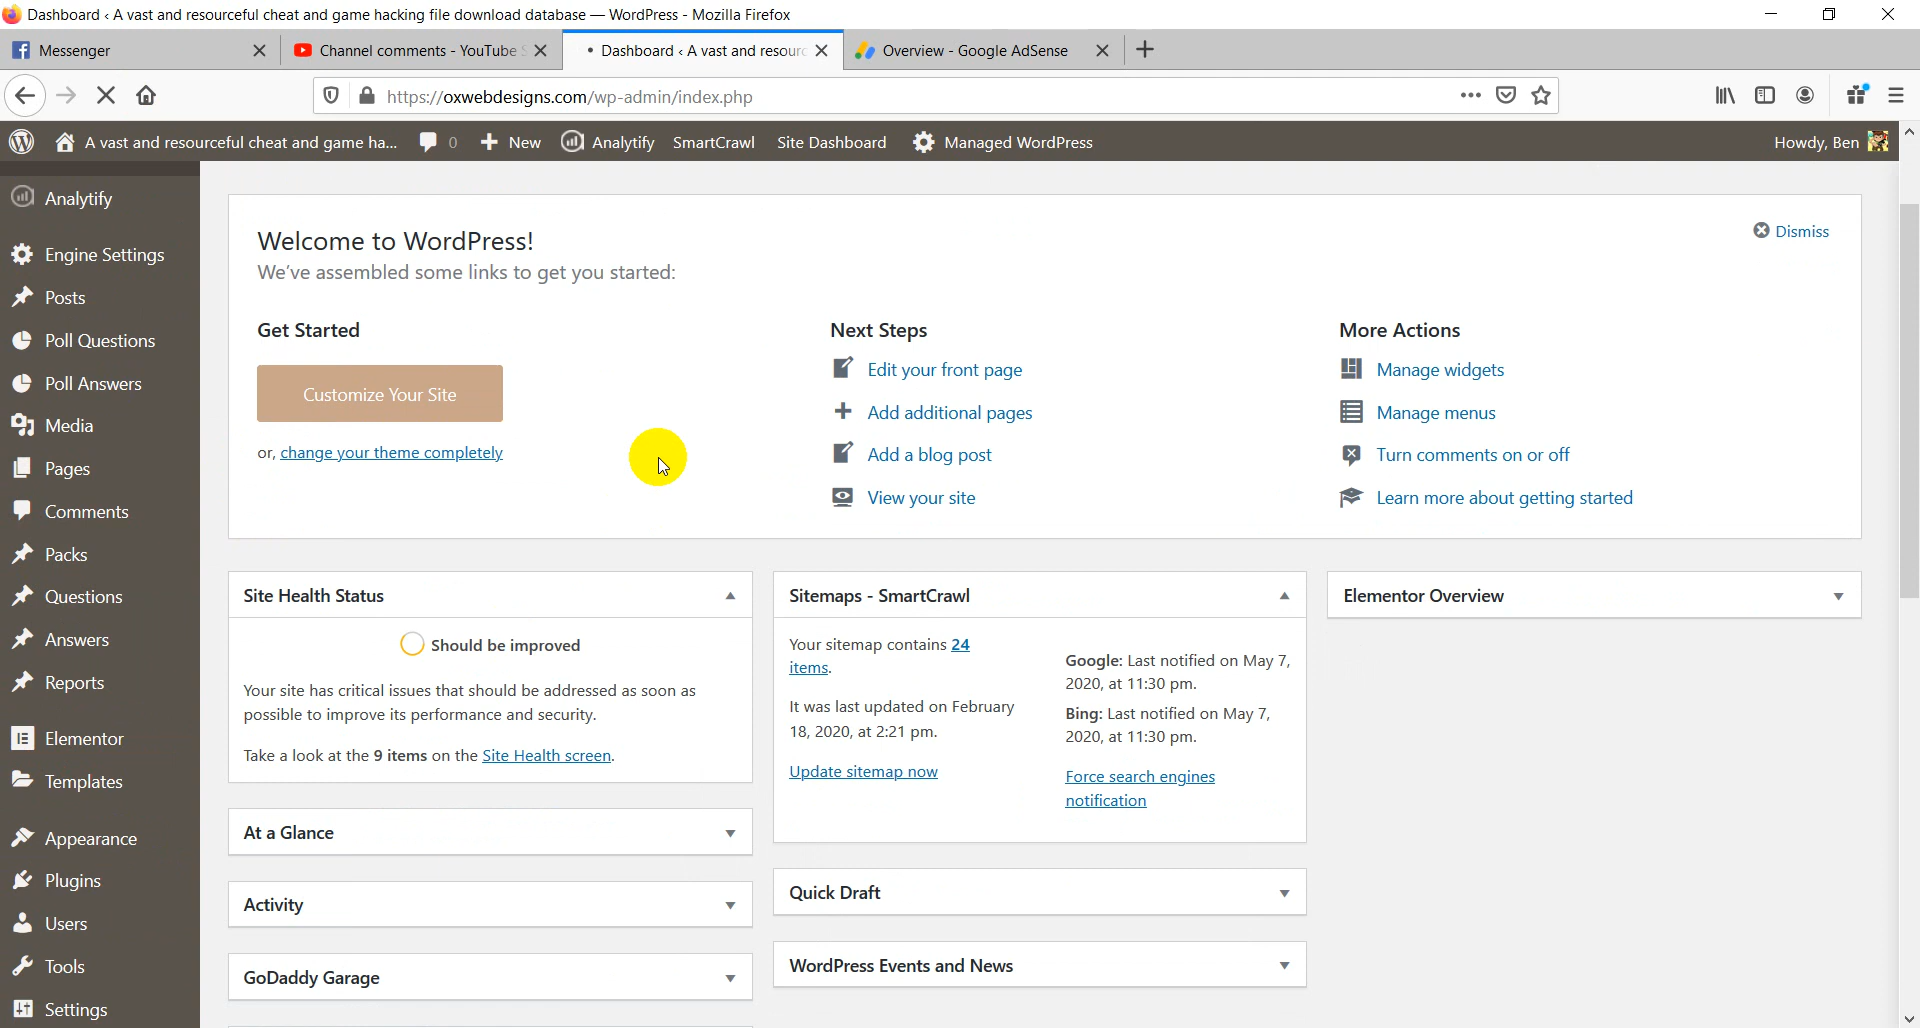 Dashboard ‹ A vast and resourceful cheat and game hacking file download database — WordPress - Mozilla Firefox
Messenger
Channel comments - YouTube S
• Dashboard ‹ A vast and resourc
Overview - Google AdSense
https://oxwebdesigns.com/wp-admin/index.php
A vast and resourceful cheat and game ha...
0
New
Analytify
SmartCrawl
Site Dashboard
Managed WordPress
Howdy, Ben
Analytify
Engine Settings
Posts
Poll Questions
Poll Answers
Media
Pages
Comments
Packs
Questions
Answers
Reports
Elementor
Templates
Appearance
Plugins
Users
Tools
Settings
Welcome to WordPress!
We've assembled some links to get you started:
Dismiss
Get Started
Customize Your Site
or, change your theme completely
Next Steps
Edit your front page
Add additional pages
Add a blog post
View your site
More Actions
Manage widgets
Manage menus
Turn comments on or off
Learn more about getting started
Site Health Status
Should be improved
Your site has critical issues that should be addressed as soon as
possible to improve its performance and security.
Take a look at the 9 items on the Site Health screen.
At a Glance
Activity
GoDaddy Garage
Sitemaps - SmartCrawl
Your sitemap contains 24
items.
It was last updated on February
18, 2020, at 2:21 pm.
Update sitemap now
Google: Last notified on May 7,
2020, at 11:30 pm.
Bing: Last notified on May 7,
2020, at 11:30 pm.
Force search engines
notification
Quick Draft
WordPress Events and News
Elementor Overview